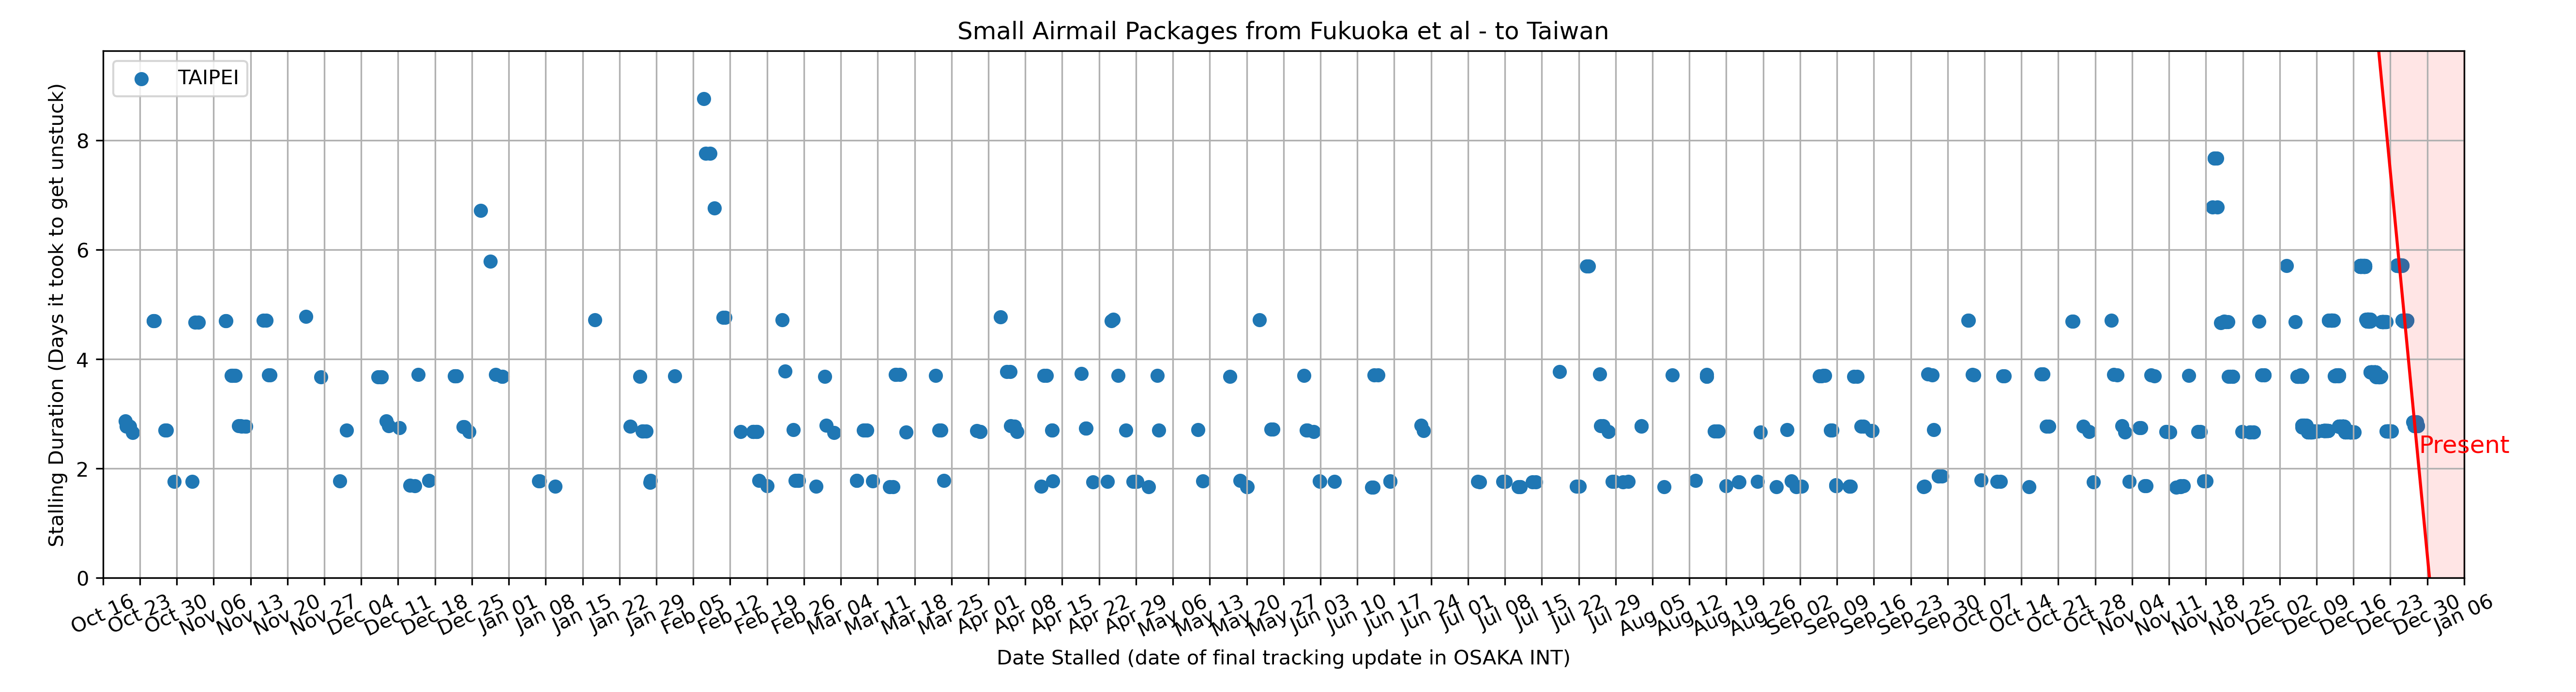 Small Airmail Packages from Fukuoka et al - to Taiwan
TAIPEI
Stalling Duration (Days it took to get unstuck)
8
6
4
2
0
Present
Oct 16
Oct 23
Oct 30
Nov 06
Nov 13
Nov 20
Nov 27
Dec 04
Dec 11
Dec 18
Dec 25
Jan 01
Jan 08
Jan 15
Jan 22
Jan 29
Feb 05
Feb 12
Feb 19
Feb 26
Mar 04
Mar 11
Mar 18
Mar 25
Apr 01
Apr 08
Apr 15
Apr 22
Apr 29
May 06
May 13
May 20
May 27
Jun 03
Jun 10
Jun 17
Jun 24
Jul 01
Jul 08
Jul 15
Jul 22
Jul 29
Aug 05
Aug 12
Aug 19
Aug 26
Sep 02
Sep 09
Sep 16
Sep 23
Sep 30
Oct 07
Oct 14
Oct 21
Oct 28
Nov 04
Nov 11
Nov 18
Nov 25
Dec 02
Dec 09
Dec 16
Dec 23
Dec 30
Jan 06
Date Stalled (date of final tracking update in OSAKA INT)